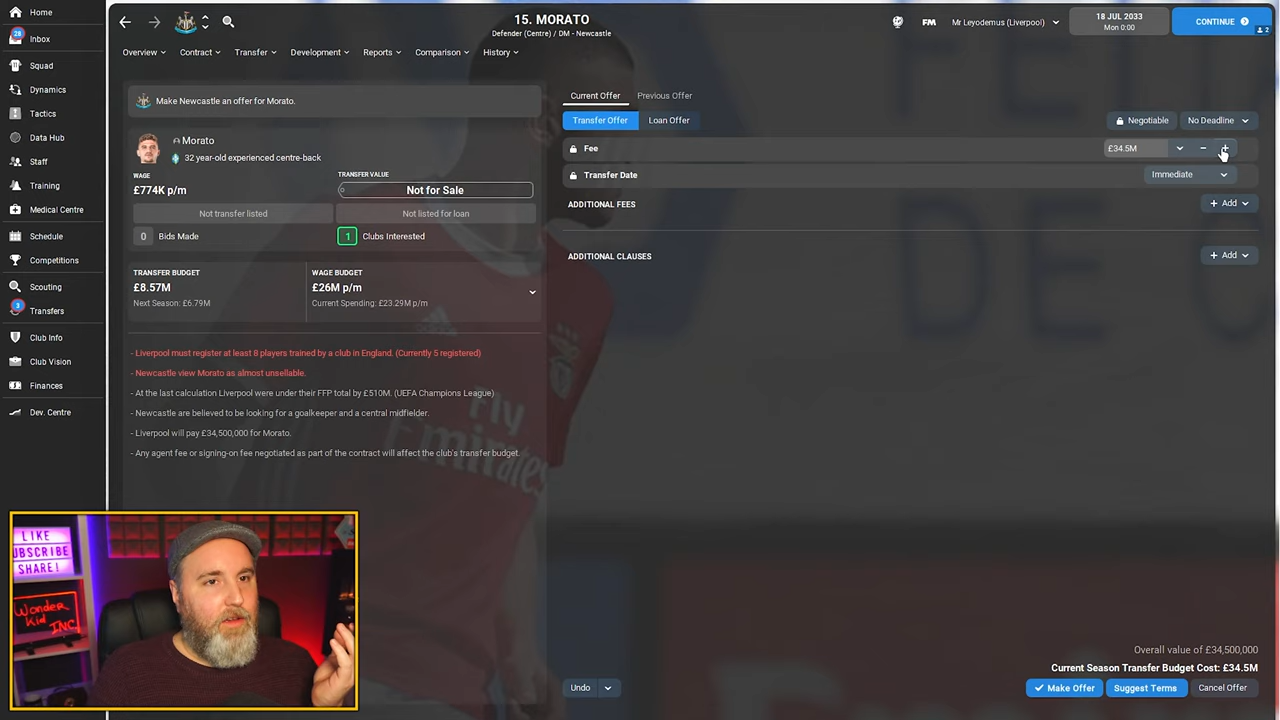 Home
28
Inbox
Squad
Dynamics
Tactics
Data Hub
Staff
Training
Medical Centre
Schedule
Competitions
Scouting
3
Transfers
Club Info
Club Vision
Finances
Dev. Centre
15. MORATO
Defender (Centre) / DM - Newcastle
FM
Mr Leyodemus (Liverpool)
18 JUL 2033
Mon 0:00
CONTINUE
2
Overview
Contract
Transfer
Development
Reports
Comparison
History
Make Newcastle an offer for Morato.
Morato
32 year-old experienced centre-back
WAGE
£774K p/m
TRANSFER VALUE
Not for Sale
Not transfer listed
Not listed for loan
0 Bids Made
1 Clubs Interested
TRANSFER BUDGET
£8.57M
Next Season: £6.79M
WAGE BUDGET
£26M p/m
Current Spending: £23.29M p/m
- Liverpool must register at least 8 players trained by a club in England. (Currently 5 registered)
- Newcastle view Morato as almost unsellable.
- At the last calculation Liverpool were under their FFP total by £510M. (UEFA Champions League)
- Newcastle are believed to be looking for a goalkeeper and a central midfielder.
- Liverpool will pay £34,500,000 for Morato.
- Any agent fee or signing-on fee negotiated as part of the contract will affect the club's transfer budget.
Current Offer
Previous Offer
Transfer Offer
Loan Offer
Negotiable
No Deadline
Fee
£34.5M
Transfer Date
Immediate
ADDITIONAL FEES
+ Add
ADDITIONAL CLAUSES
+ Add
Fly
Emirates
DE C
LIKE
UBSCRIBE
SHARE!
Wonder
Kid
INC.
Undo
Overall value of £34,500,000
Current Season Transfer Budget Cost: £34.5M
Make Offer
Suggest Terms
Cancel Offer